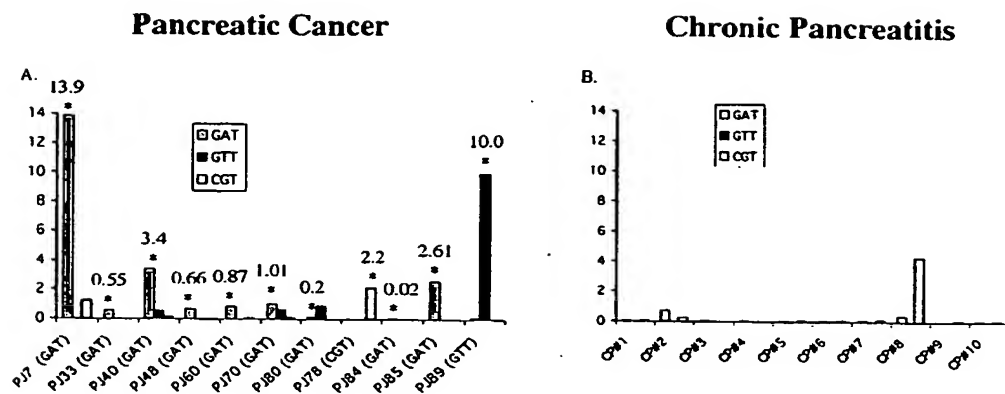 Pancreatic Cancer
Chronic Pancreatitis
A.
13.9
*
14
12
10
8
6
4
2
0
GAT
GTT
CGT
0.55
*
3.4
*
0.66
*
0.87
*
1.01
*
0.2
*
2.2
*
0.02
*
2.61
*
10.0
*
PJ7 (GAT)
PJ33 (GAT)
PJ40 (GAT)
PJ48 (GAT)
PJ60 (GAT)
PJ70 (GAT)
PJ80 (GAT)
PJ78 (CGT)
PJ84 (GAT)
PJ85 (GAT)
PJ89 (GTT)
B.
14
12
10
8
6
4
2
0
GAT
GTT
CGT
CP#1
CP#2
CP#3
CP#4
CP#5
CP#6
CP#7
CP#8
CP#9
CP#10